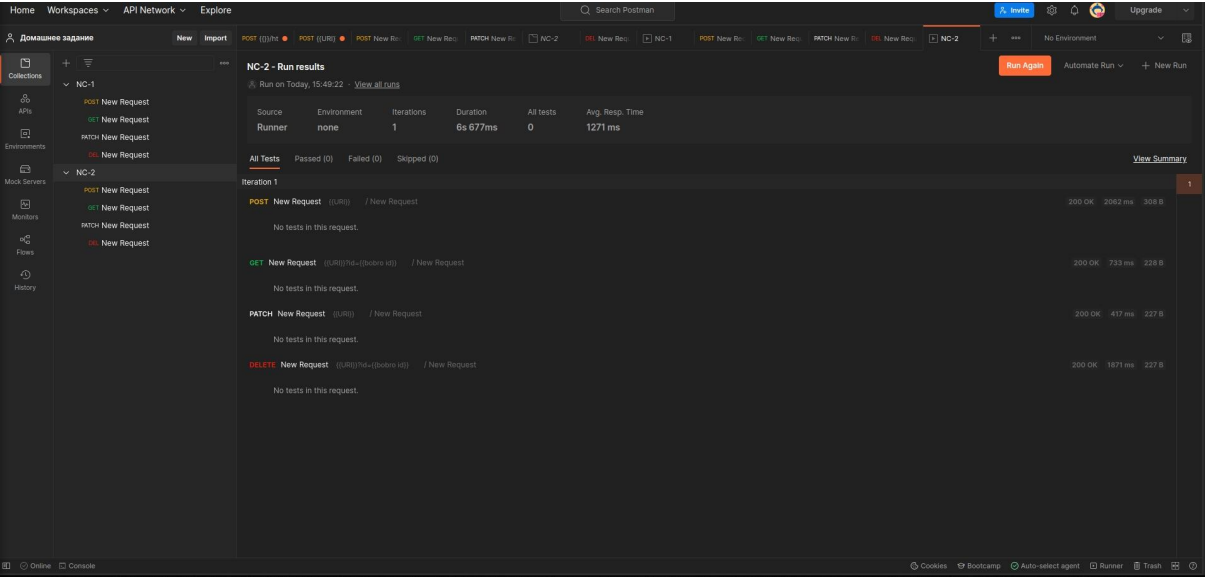 Home Workspaces API Network Explore Search Postman Invite Upgrade
Домашнее задание New Import POST {{}}/ht POST {{URI}} POST New Re GET New Req PATCH New R NC-2 DEL New Req NC-1 POST New Re GET New Req PATCH New R DEL New Req NC-2 No Environment
Collections
APIs
Environments
Mock Servers
Monitors
Flows
History
NC-1
POST New Request
GET New Request
PATCH New Request
DEL New Request
NC-2
POST New Request
GET New Request
PATCH New Request
DEL New Request
NC-2 - Run results Run Again Automate Run + New Run
Run on Today, 15:49:22 · View all runs
Source Environment Iterations Duration All tests Avg. Resp. Time
Runner none 1 6s 677ms 0 1271 ms
All Tests Passed (0) Failed (0) Skipped (0) View Summary
Iteration 1 1
POST New Request {{URI}} / New Request 200 OK 2062 ms 308 B
No tests in this request.
GET New Request {{URI}}?id={{bobro id}} / New Request 200 OK 733 ms 228 B
No tests in this request.
PATCH New Request {{URI}} / New Request 200 OK 417 ms 227 B
No tests in this request.
DELETE New Request {{URI}}?id={{bobro id}} / New Request 200 OK 1871 ms 227 B
No tests in this request.
Online Console Cookies Bootcamp Auto-select agent Runner Trash